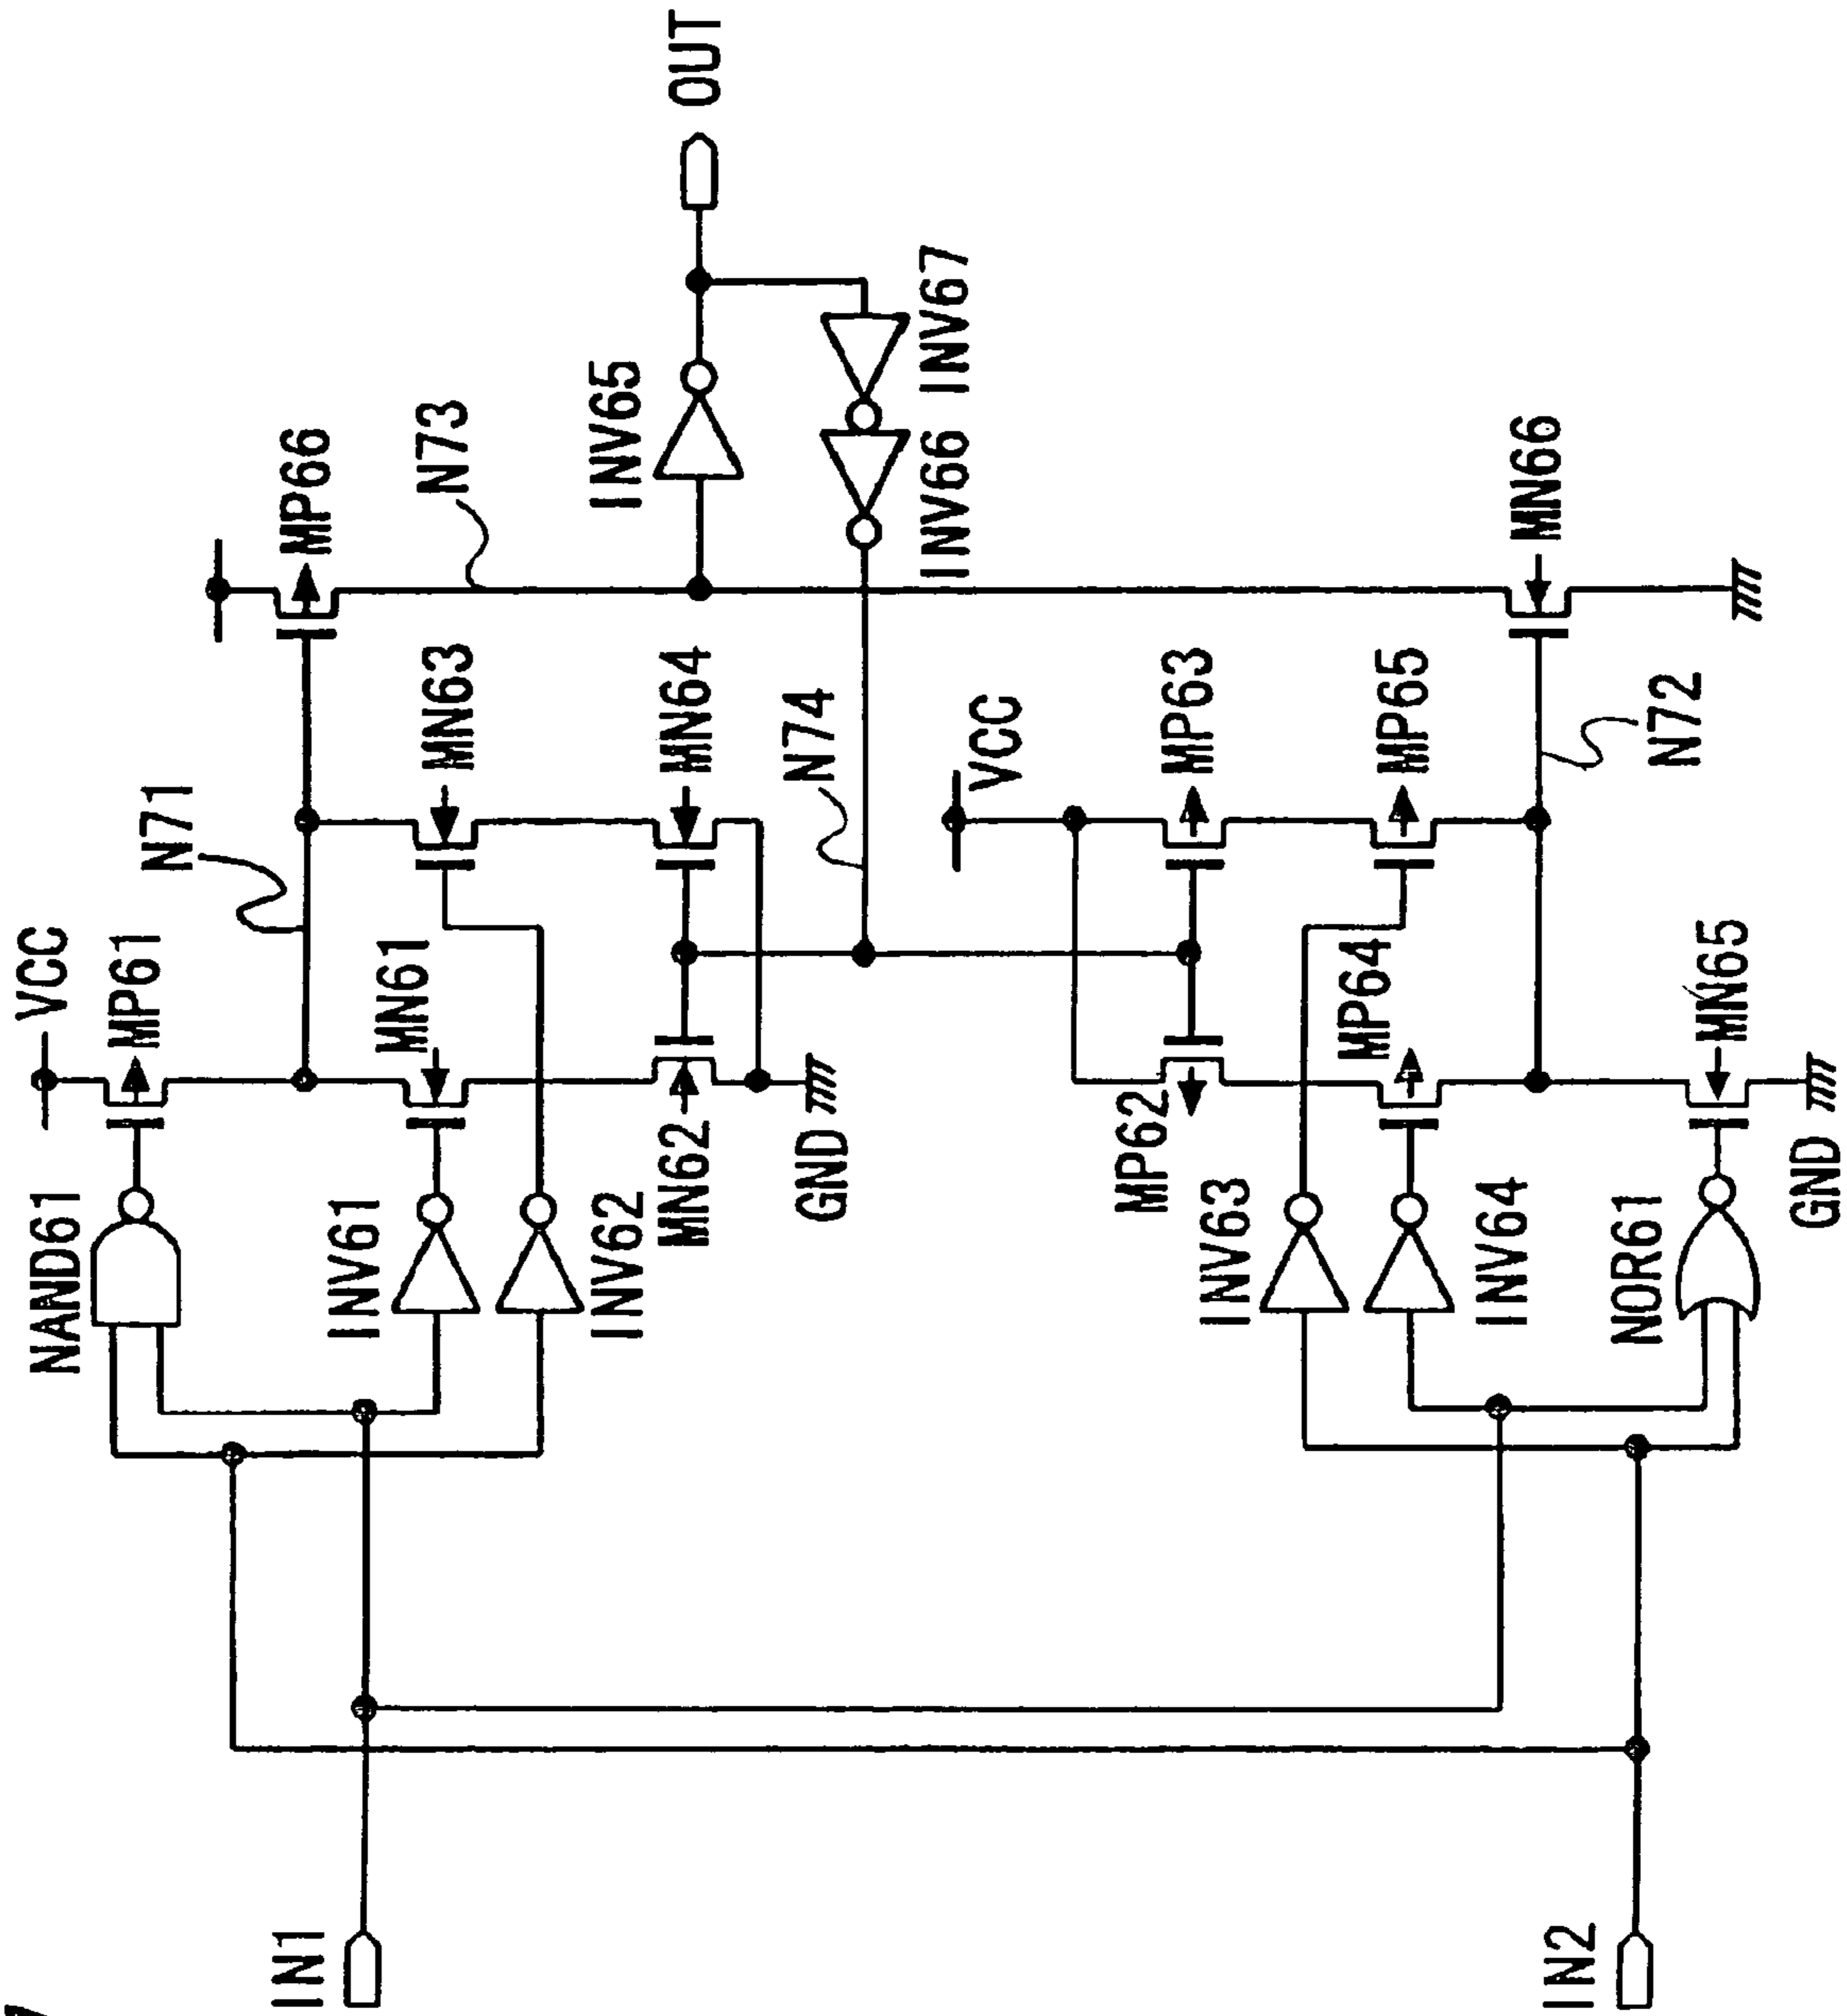 IN1
IN2
NAND61
INV61
INV62
INV63
INV64
NOR61
VCC
MP61
N71
MN61
MN62
GND
MP62
MP64
MN65
GND
MN63
MN64
N74
VCC
MP63
MP65
N72
MP66
N73
INV65
INV66 INV67
MN66
OUT